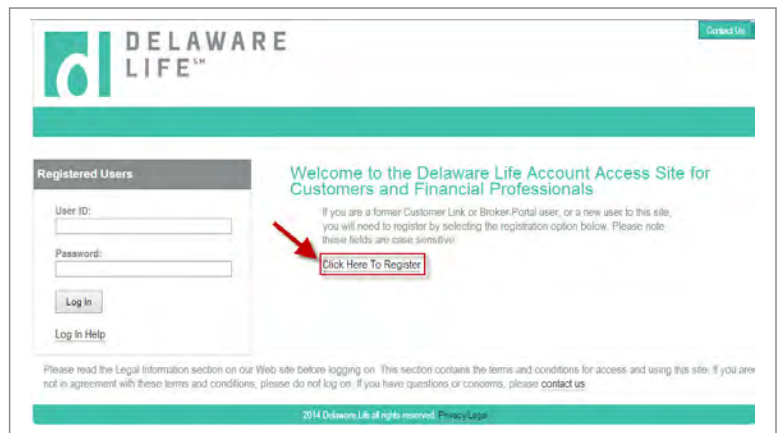 DELAWARE
LIFE℠
Contact Us
Registered Users
User ID:
Password:
Log In
Log In Help
Welcome to the Delaware Life Account Access Site for
Customers and Financial Professionals
If you are a former Customer Link or Broker Portal user, or a new user to this site,
you will need to register by selecting the registration option below. Please note
these fields are case sensitive.
Click Here To Register
Please read the Legal Information section on our Web site before logging on. This section contains the terms and conditions for access and using this site. If you are
not in agreement with these terms and conditions, please do not log on. If you have questions or concerns, please contact us
2014 Delaware Life all rights reserved. Privacy/Legal